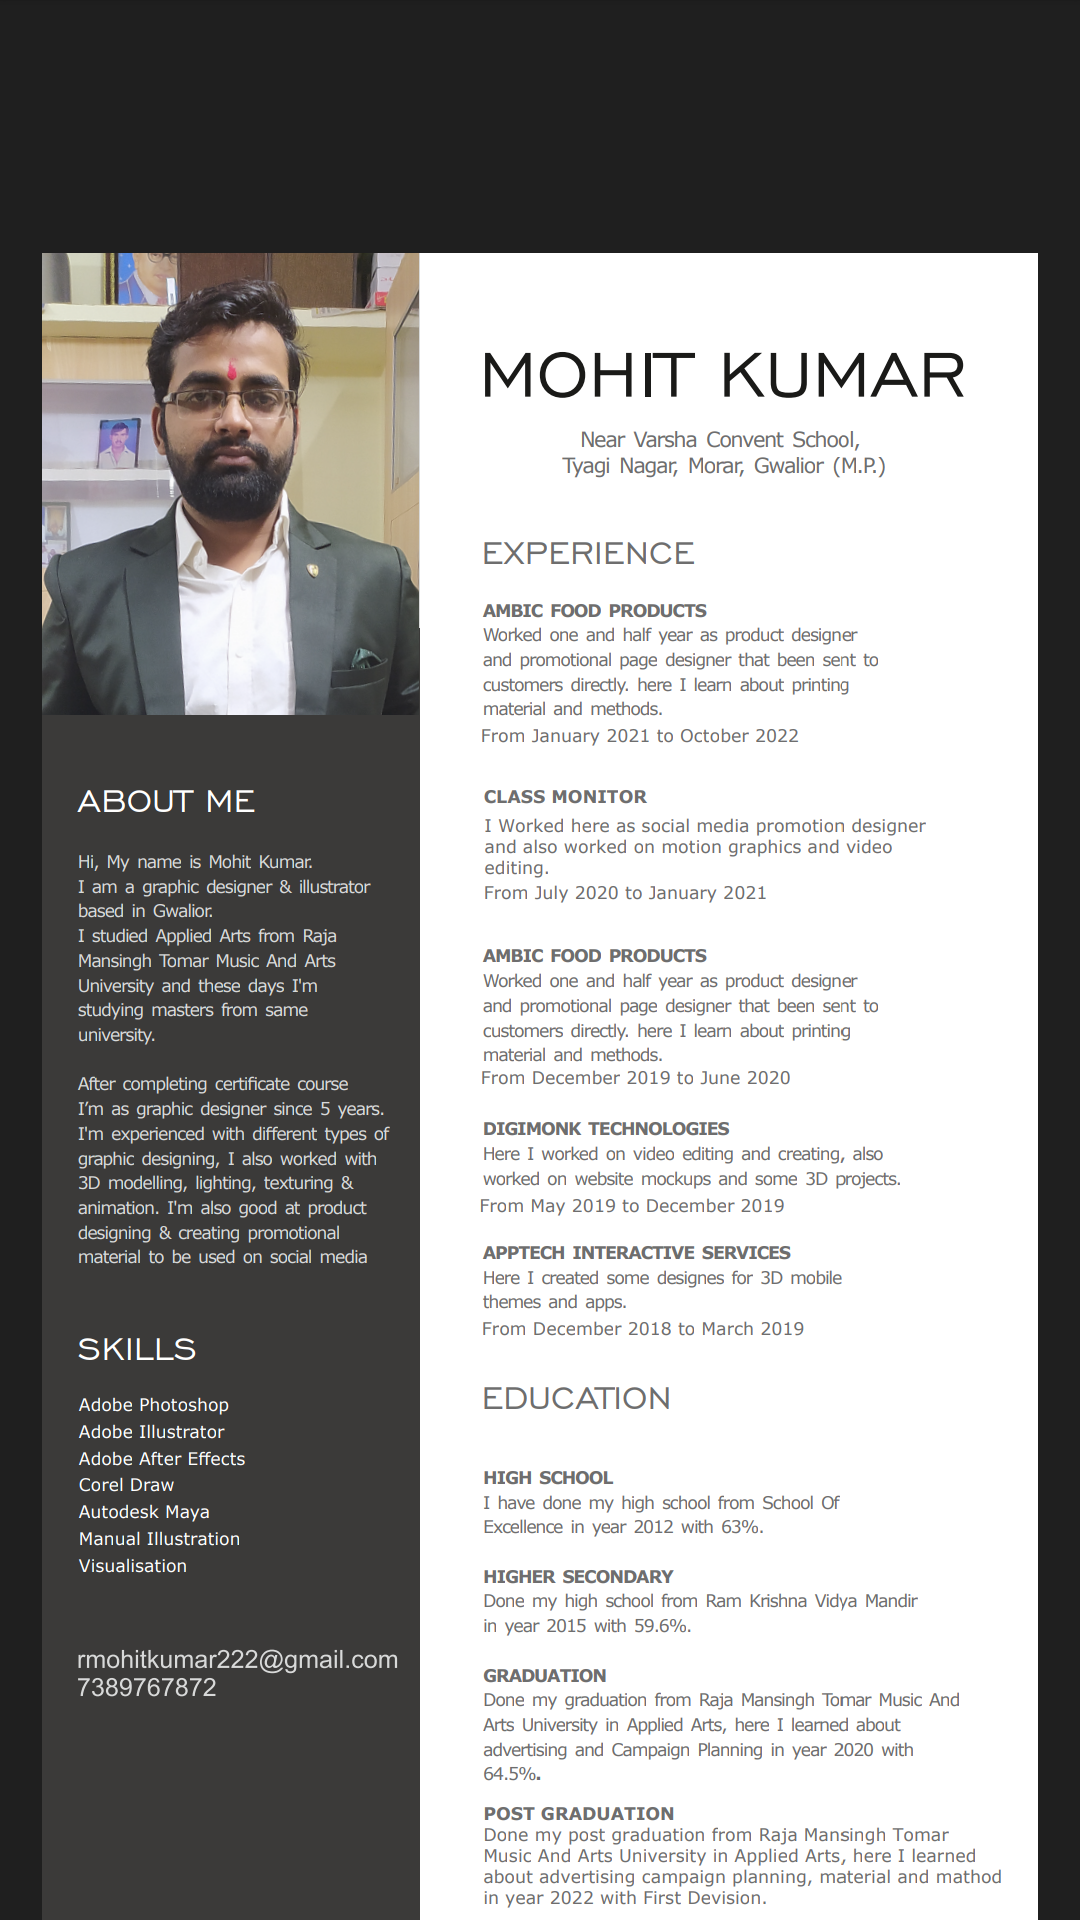 MOHIT KUMAR
Near Varsha Convent School,
Tyagi Nagar, Morar, Gwalior (M.P.)
ABOUT ME
Hi, My name is Mohit Kumar.
I am a graphic designer & illustrator
based in Gwalior.
I studied Applied Arts from Raja
Mansingh Tomar Music And Arts
University and these days I'm
studying masters from same
university.
After completing certificate course
I’m as graphic designer since 5 years.
I'm experienced with different types of
graphic designing, I also worked with
3D modelling, lighting, texturing &
animation. I'm also good at product
designing & creating promotional
material to be used on social media
SKILLS
Adobe Photoshop
Adobe Illustrator
Adobe After Effects
Corel Draw
Autodesk Maya
Manual Illustration
Visualisation
rmohitkumar222@gmail.com
7389767872
EXPERIENCE
AMBIC FOOD PRODUCTS
Worked one and half year as product designer
and promotional page designer that been sent to
customers directly. here I learn about printing
material and methods.
From January 2021 to October 2022
CLASS MONITOR
I Worked here as social media promotion designer
and also worked on motion graphics and video
editing.
From July 2020 to January 2021
AMBIC FOOD PRODUCTS
Worked one and half year as product designer
and promotional page designer that been sent to
customers directly. here I learn about printing
material and methods.
From December 2019 to June 2020
DIGIMONK TECHNOLOGIES
Here I worked on video editing and creating, also
worked on website mockups and some 3D projects.
From May 2019 to December 2019
APPTECH INTERACTIVE SERVICES
Here I created some designes for 3D mobile
themes and apps.
From December 2018 to March 2019
EDUCATION
HIGH SCHOOL
I have done my high school from School Of
Excellence in year 2012 with 63%.
HIGHER SECONDARY
Done my high school from Ram Krishna Vidya Mandir
in year 2015 with 59.6%.
GRADUATION
Done my graduation from Raja Mansingh Tomar Music And
Arts University in Applied Arts, here I learned about
advertising and Campaign Planning in year 2020 with
64.5%.
POST GRADUATION
Done my post graduation from Raja Mansingh Tomar
Music And Arts University in Applied Arts, here I learned
about advertising campaign planning, material and mathod
in year 2022 with First Devision.